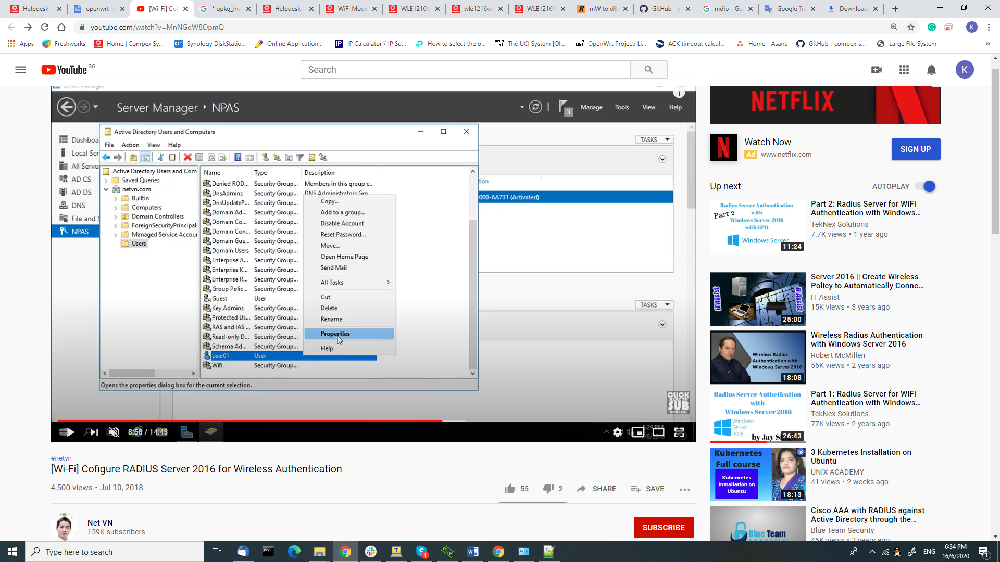 Helpdesk
openwrt-l
[Wi-Fi] Cof
* opkg_ins
Helpdesk
WiFi Modu
WLE1216V
wle1216vx
WLE1216V
mW to dB
GitHub - c
mdio - Go
Google Tra
Download
youtube.com/watch?v=MnNGqW8OpmQ
K
Apps
Freshworks
Home | Compex Sy...
DSM
Synology DiskStatio...
Online Application...
IP
IP Calculator / IP Su...
How to select the o...
The UCI System [Ol...
OpenWrt Project: Li...
ACK timeout calcul...
Home - Asana
GitHub - compex-s...
Large File System
YouTube SG
Search
K
Server Manager
Server Manager • NPAS
3
Manage
Tools
View
Help
Dashboa
Local Ser
All Serve
AD CS
AD DS
DNS
File and S
NPAS
Active Directory Users and Computers
File
Action
View
Help
Active Directory Users and Com
Saved Queries
netvn.com
Builtin
Computers
Domain Controllers
ForeignSecurityPrincipals
Managed Service Accour
Users
Name
Type
Description
Denied ROD...
Security Group...
Members in this group c...
DnsAdmins
Security Group...
DNS Administrators Gro
DnsUpdateP...
Security Group...
Domain Ad...
Security Group...
Domain Co...
Security Group...
Domain Con...
Security Group...
Domain Gue...
Security Group...
Domain Users
Security Group...
Enterprise A...
Security Group...
Enterprise K...
Security Group...
Enterprise R...
Security Group...
Group Polic...
Security Group...
Guest
User
Key Admins
Security Group...
Protected Us...
Security Group...
RAS and IAS ...
Security Group...
Read-only D...
Security Group...
Schema Ad...
Security Group...
user01
User
Wifi
Security Group...
Copy...
Add to a group...
Disable Account
Reset Password...
Move...
Open Home Page
Send Mail
All Tasks
Cut
Delete
Rename
Properties
Help
Opens the properties dialog box for the current selection.
TASKS
tion
0000-AA731 (Activated)
TASKS
CLICK
HERE TO
SUB
SCRIBE
8:58 / 14:43
5:29 PM
#netvn
[Wi-Fi] Cofigure RADIUS Server 2016 for Wireless Authentication
4,500 views • Jul 10, 2018
55
2
SHARE
SAVE
Net VN
159K subscribers
SUBSCRIBE
NETFLIX
Watch Now
Ad www.netflix.com
SIGN UP
Up next
AUTOPLAY
Radius Server Authentication
with
Part 2
Windows Server 2016
with GPO
Windows Server
11:24
Part 2: Radius Server for WiFi
Authentication with Windows...
TekNex Solutions
7.7K views • 1 year ago
IT Assist
IT Assist
25:00
Server 2016 || Create Wireless
Policy to Automatically Conne...
IT Assist
15K views • 3 years ago
Wireless Radius
Authentication with
Windows Server 2016
18:08
Wireless Radius Authentication
with Windows Server 2016
Robert McMillen
56K views • 2 years ago
Radius Server Authetication
with
Windows Server 2016
Windows
Server
2016
by Jay Si
26:43
Part 1: Radius Server for WiFi
Authentication with Windows...
TekNex Solutions
77K views • 2 years ago
Kubernetes
Full course
Kubernetes
Installation on
Ubuntu
18:13
3 Kubernetes Installation on
Ubuntu
UNIX ACADEMY
41 views • 2 weeks ago
Blue Team
Cisco AAA with RADIUS against
Active Directory through the...
Blue Team Security
45K views • 3 years ago
Type here to search
1
ENG
6:34 PM
16/6/2020
1